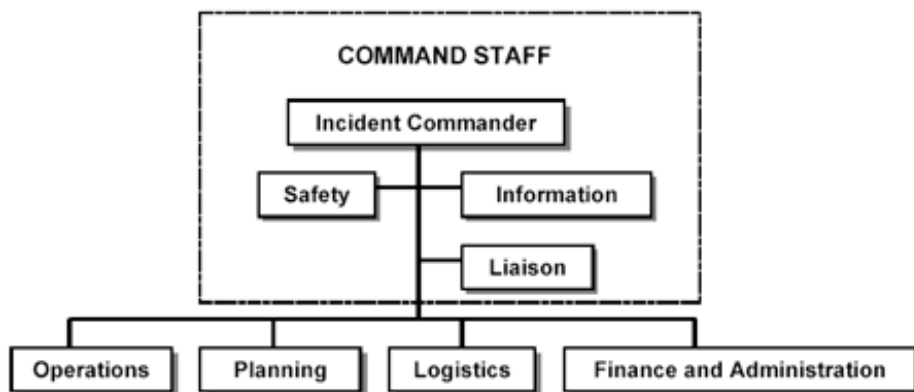 COMMAND STAFF
Incident Commander
Safety
Information
Liaison
Operations
Planning
Logistics
Finance and Administration